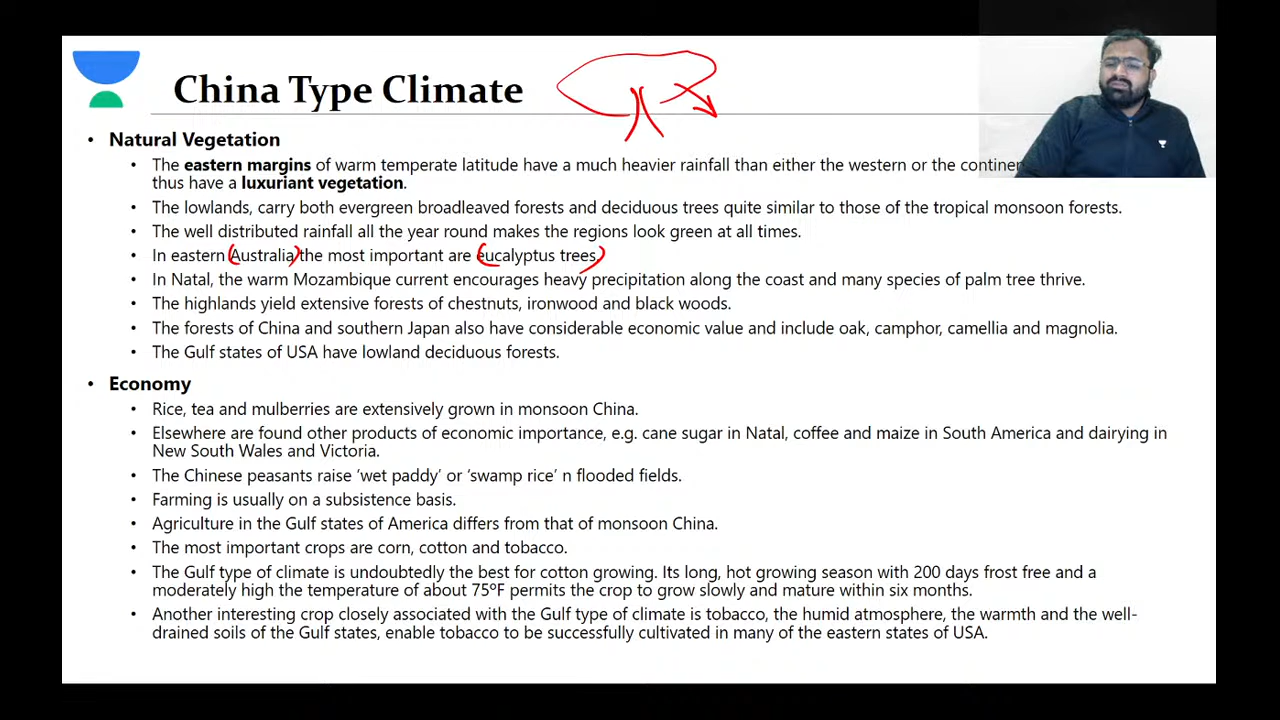 China Type Climate
• Natural Vegetation
• The eastern margins of warm temperate latitude have a much heavier rainfall than either the western or the
thus have a luxuriant vegetation.
• The lowlands, carry both evergreen broadleaved forests and deciduous trees quite similar to those of the tropical monsoon forests.
• The well distributed rainfall all the year round makes the regions look green at all times.
• In eastern Australia the most important are eucalyptus trees.
• In Natal, the warm Mozambique current encourages heavy precipitation along the coast and many species of palm tree thrive.
• The highlands yield extensive forests of chestnuts, ironwood and black woods.
• The forests of China and southern Japan also have considerable economic value and include oak, camphor, camellia and magnolia.
• The Gulf states of USA have lowland deciduous forests.
• Economy
• Rice, tea and mulberries are extensively grown in monsoon China.
• Elsewhere are found other products of economic importance, e.g. cane sugar in Natal, coffee and maize in South America and dairying in
New South Wales and Victoria.
• The Chinese peasants raise ‘wet paddy’ or ‘swamp rice’ n flooded fields.
• Farming is usually on a subsistence basis.
• Agriculture in the Gulf states of America differs from that of monsoon China.
• The most important crops are corn, cotton and tobacco.
• The Gulf type of climate is undoubtedly the best for cotton growing. Its long, hot growing season with 200 days frost free and a
moderately high the temperature of about 75ºF permits the crop to grow slowly and mature within six months.
• Another interesting crop closely associated with the Gulf type of climate is tobacco, the humid atmosphere, the warmth and the well-
drained soils of the Gulf states, enable tobacco to be successfully cultivated in many of the eastern states of USA.